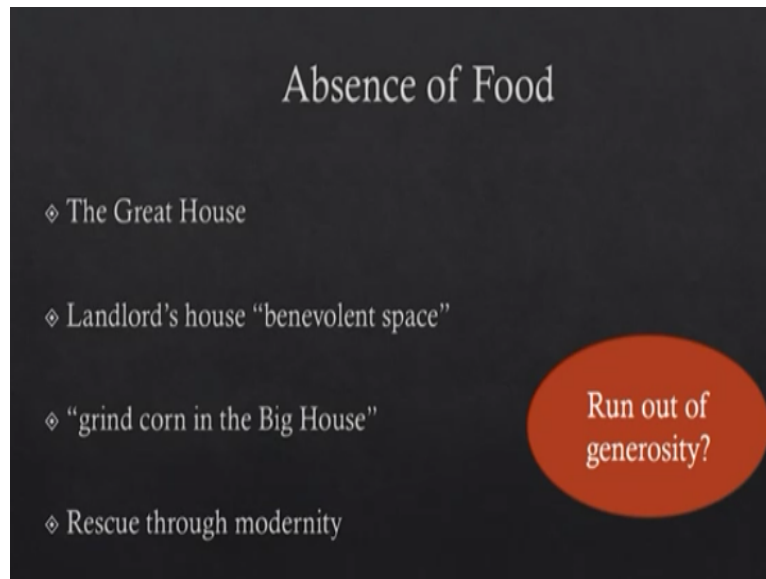 Absence of Food
The Great House
Landlord’s house “benevolent space”
“grind corn in the Big House”
Run out of
generosity?
Rescue through modernity